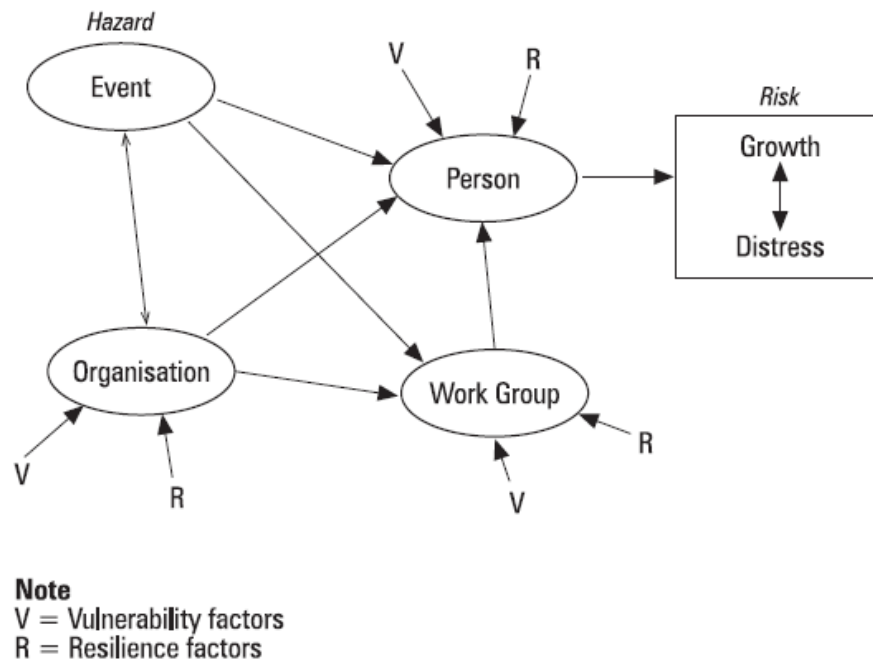 Hazard
Event
V
R
Person
Risk
Growth
Distress
Organisation
V
R
Work Group
R
V
Note
V = Vulnerability factors
R = Resilience factors